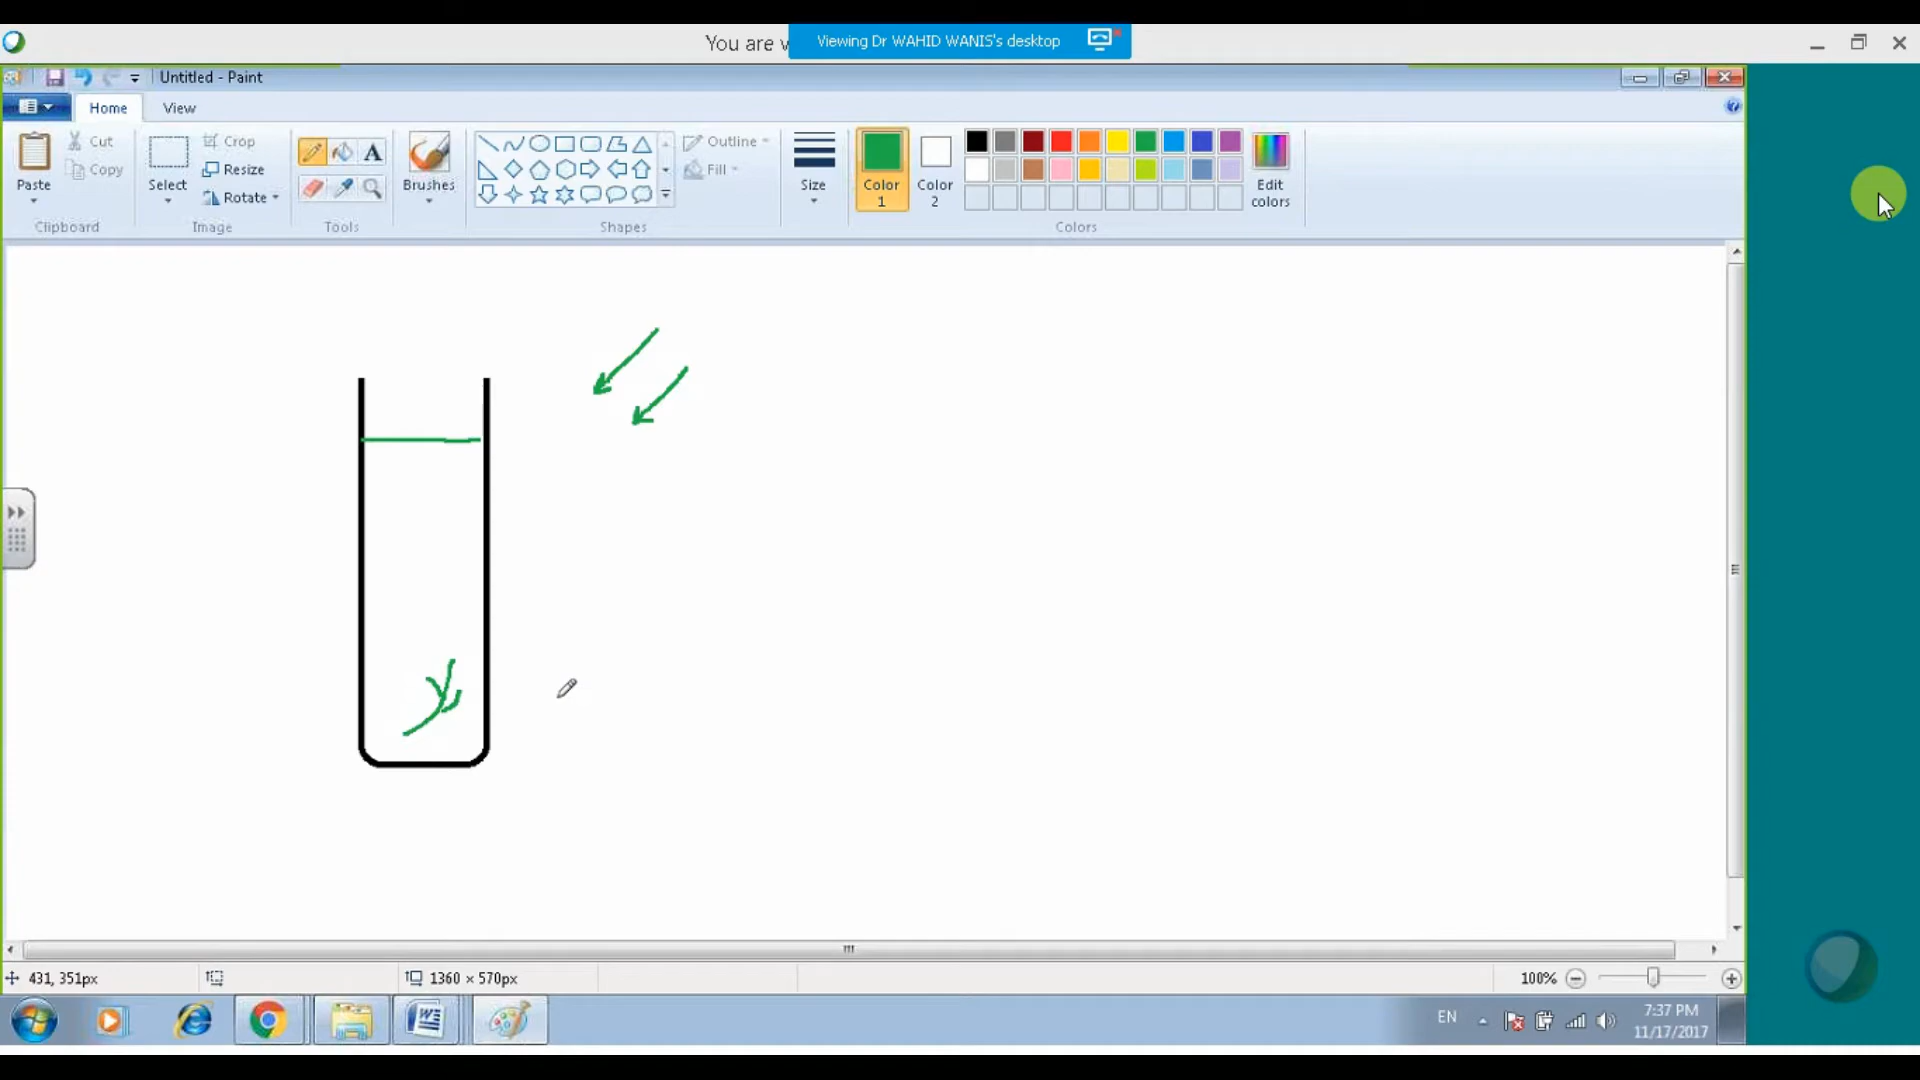 You are v
Viewing Dr WAHID WANIS's desktop
Untitled - Paint
Home View
Cut Crop Outline
Copy Resize Fill
Paste Select Rotate Brushes Size Color 1 Color 2 Edit colors
Clipboard Image Tools Shapes Colors
431, 351px 1360 × 570px 100%
EN 7:37 PM
11/17/2017